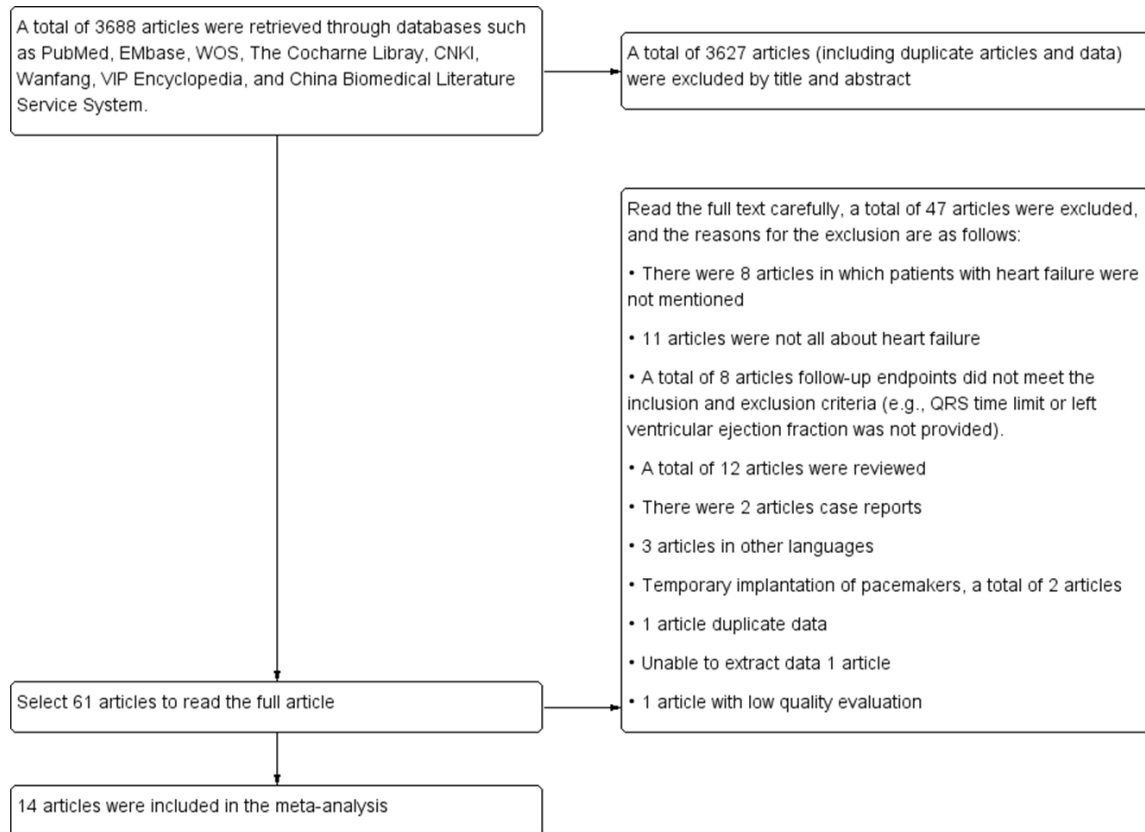 A total of 3688 articles were retrieved through databases such
as PubMed, EMbase, WOS, The Cocharne Libray, CNKI,
Wanfang, VIP Encyclopedia, and China Biomedical Literature
Service System.
A total of 3627 articles (including duplicate articles and data)
were excluded by title and abstract
Read the full text carefully, a total of 47 articles were excluded,
and the reasons for the exclusion are as follows:
• There were 8 articles in which patients with heart failure were
not mentioned
• 11 articles were not all about heart failure
• A total of 8 articles follow-up endpoints did not meet the
inclusion and exclusion criteria (e.g., QRS time limit or left
ventricular ejection fraction was not provided).
• A total of 12 articles were reviewed
• There were 2 articles case reports
• 3 articles in other languages
• Temporary implantation of pacemakers, a total of 2 articles
• 1 article duplicate data
• Unable to extract data 1 article
• 1 article with low quality evaluation
Select 61 articles to read the full article
14 articles were included in the meta-analysis